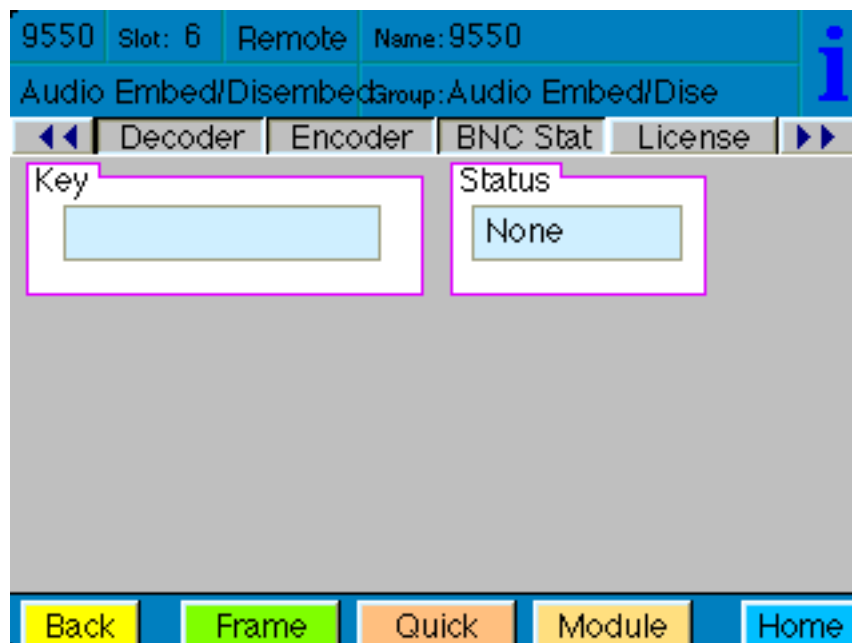 9550 Slot: 6 Remote Name: 9550
Audio Embed/Disembed Group: Audio Embed/Dise
i
Decoder Encoder BNC Stat License
Key Status
None
Back Frame Quick Module Home